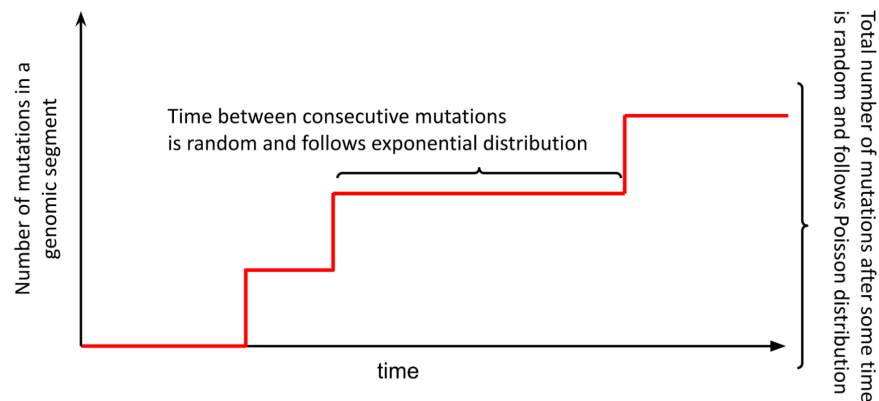 Number of mutations in a
genomic segment
Time between consecutive mutations
is random and follows exponential distribution
time
Total number of mutations after some time
is random and follows Poisson distribution